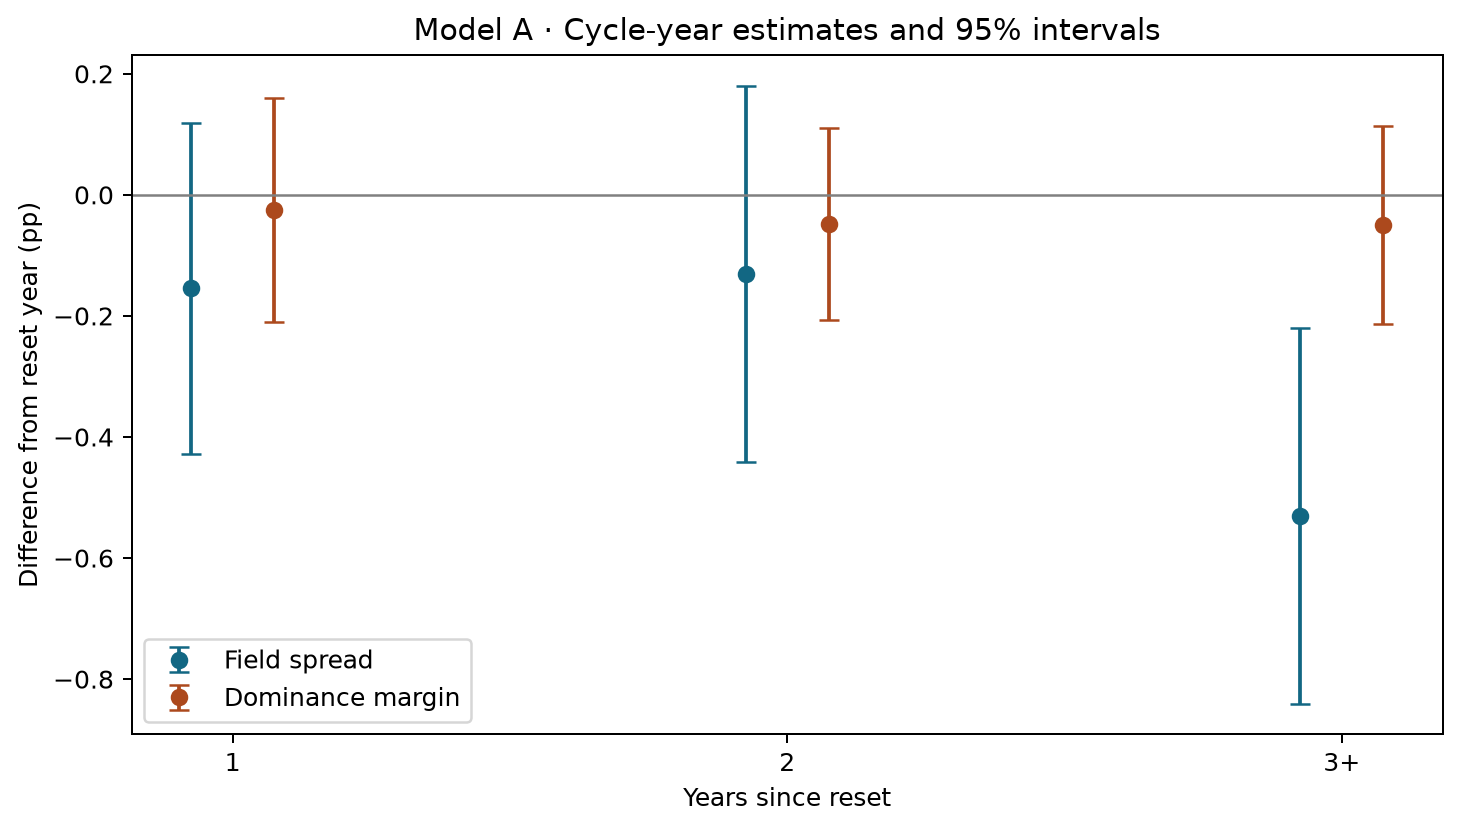 Model A · Cycle-year estimates and 95% intervals
Difference from reset year (pp)
0.2
0.0
−0.2
−0.4
−0.6
−0.8
Field spread
Dominance margin
1
2
3+
Years since reset